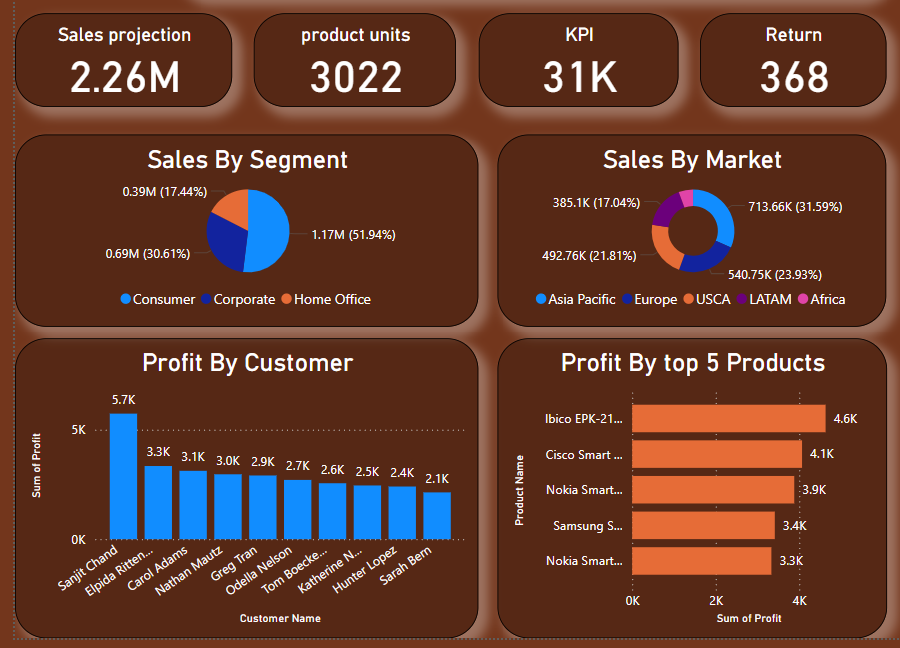 Sales projection
2.26M
product units
3022
KPI
31K
Return
368
Sales By Segment
0.39M (17.44%)
1.17M (51.94%)
0.69M (30.61%)
Consumer Corporate Home Office
Sales By Market
385.1K (17.04%)
713.66K (31.59%)
492.76K (21.81%)
540.75K (23.93%)
Asia Pacific Europe USCA LATAM Africa
Profit By Customer
Sum of Profit
5K
0K
5.7K
3.3K
3.1K
3.0K
2.9K
2.7K
2.6K
2.5K
2.4K
2.1K
Sanjit Chand
Elpida Ritten...
Carol Adams
Nathan Mautz
Greg Tran
Odella Nelson
Tom Boecke...
Katherine N...
Hunter Lopez
Sarah Bern
Customer Name
Profit By top 5 Products
Product Name
Ibico EPK-21... 4.6K
Cisco Smart ... 4.1K
Nokia Smart... 3.9K
Samsung S... 3.4K
Nokia Smart... 3.3K
0K 2K 4K
Sum of Profit